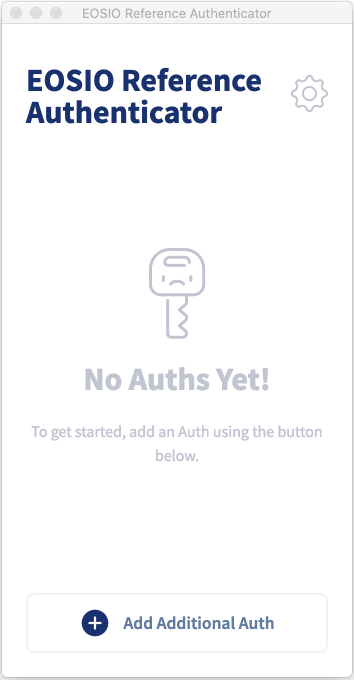 EOSIO Reference Authenticator
EOSIO Reference
Authenticator
No Auths Yet!
To get started, add an Auth using the button
below.
Add Additional Auth